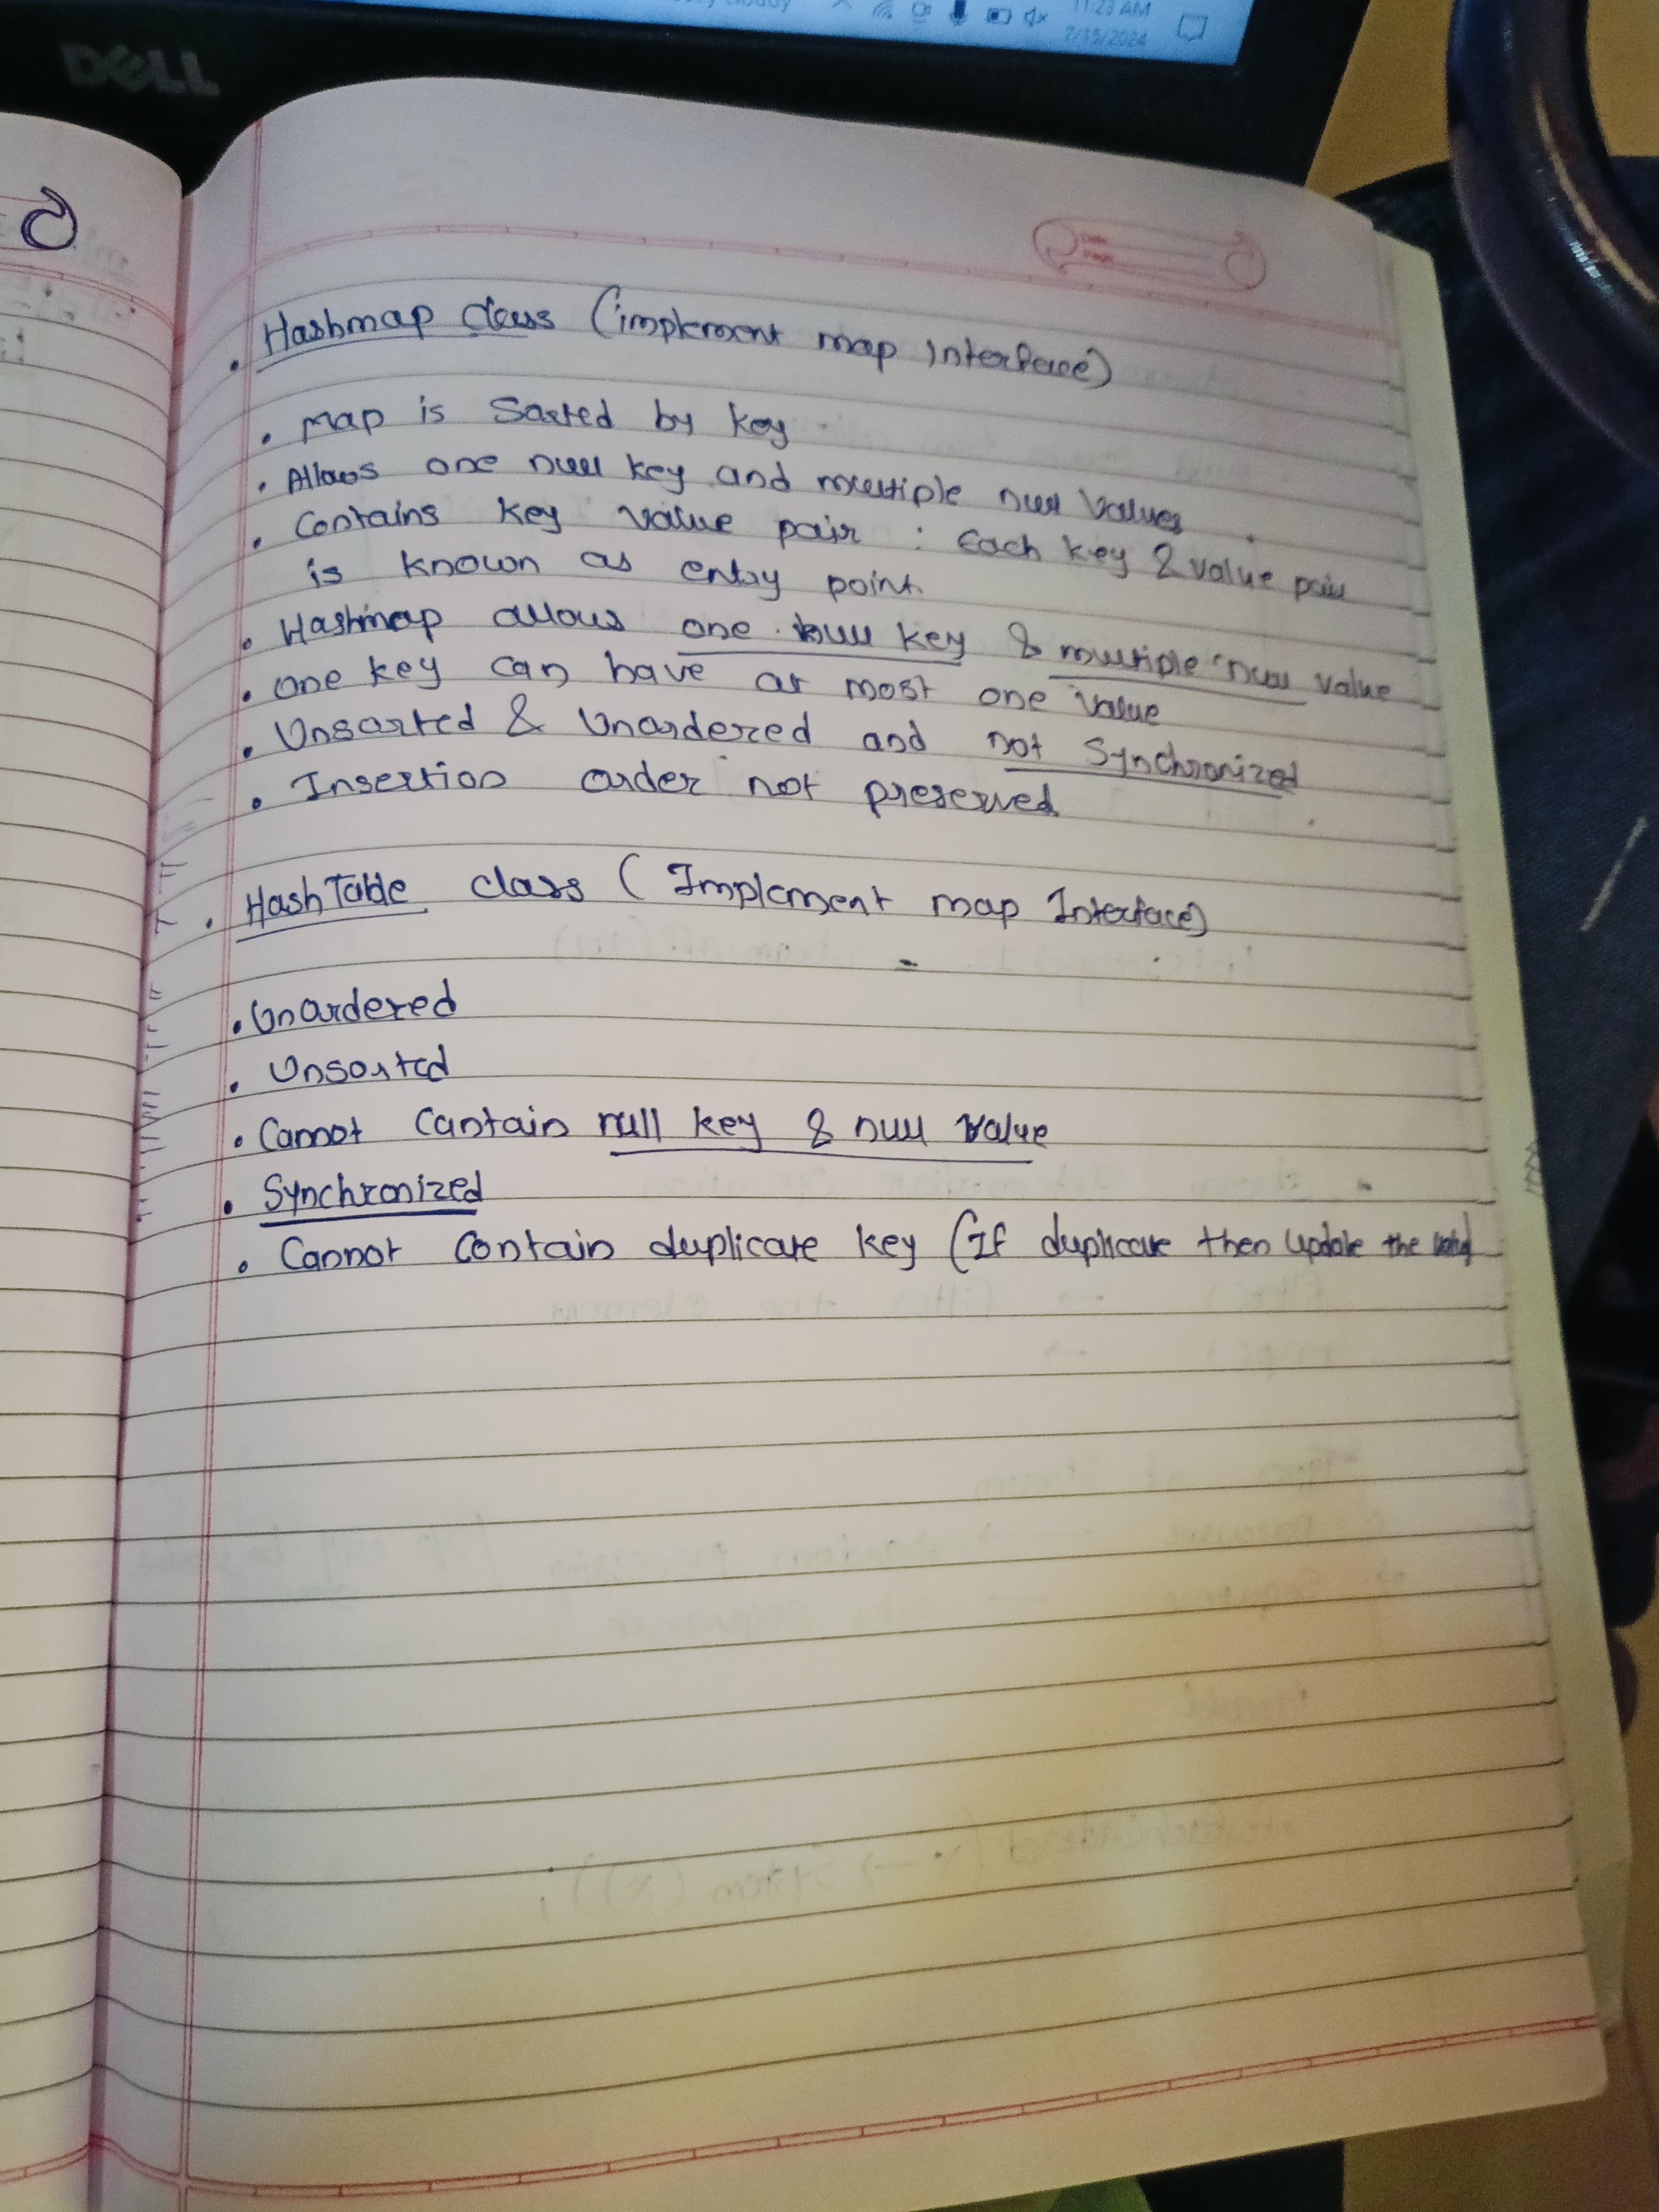 11:23 AM
7/15/2024
DELL
Date
Page
• Hashmap class (implement map Interface)
• map is Sorted by key
• Allows one null key and multiple null values
• Contains key value pair : Each key & value pair
is known as entry point.
• Hashmap allows one null key & multiple null value
• one key can have at most one value
• Unsorted & Unordered and not Synchronized
• Insertion order not preserved
• HashTable class ( Implement map Interface)
• Unordered
• Unsorted
• Cannot Contain null key & null value
• Synchronized
• Cannot contain duplicate key (If duplicate then update the